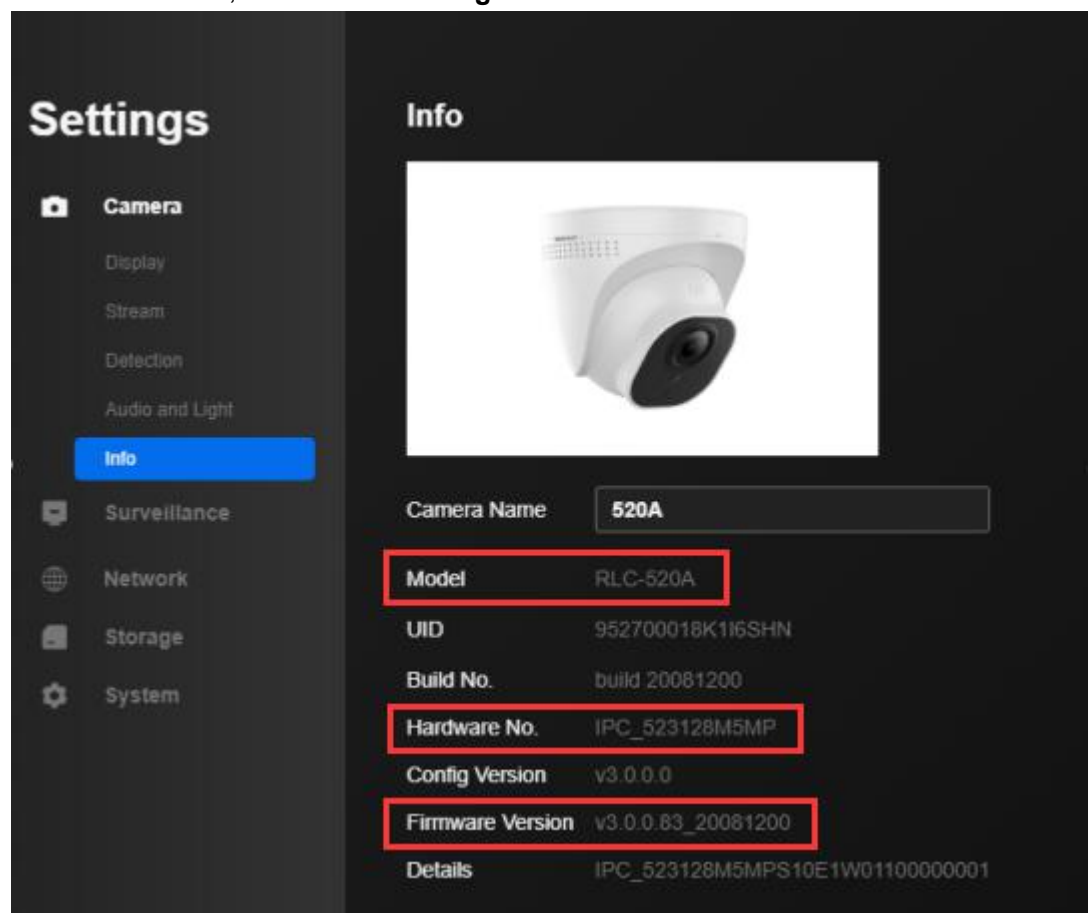 Settings
Camera
Display
Stream
Detection
Audio and Light
Info
Surveillance
Network
Storage
System
Info
Camera Name 520A
Model RLC-520A
UID 952700018K1I6SHN
Build No. build 20081200
Hardware No. IPC_523128M5MP
Config Version v3.0.0.0
Firmware Version v3.0.0.83_20081200
Details IPC_523128M5MPS10E1W01100000001